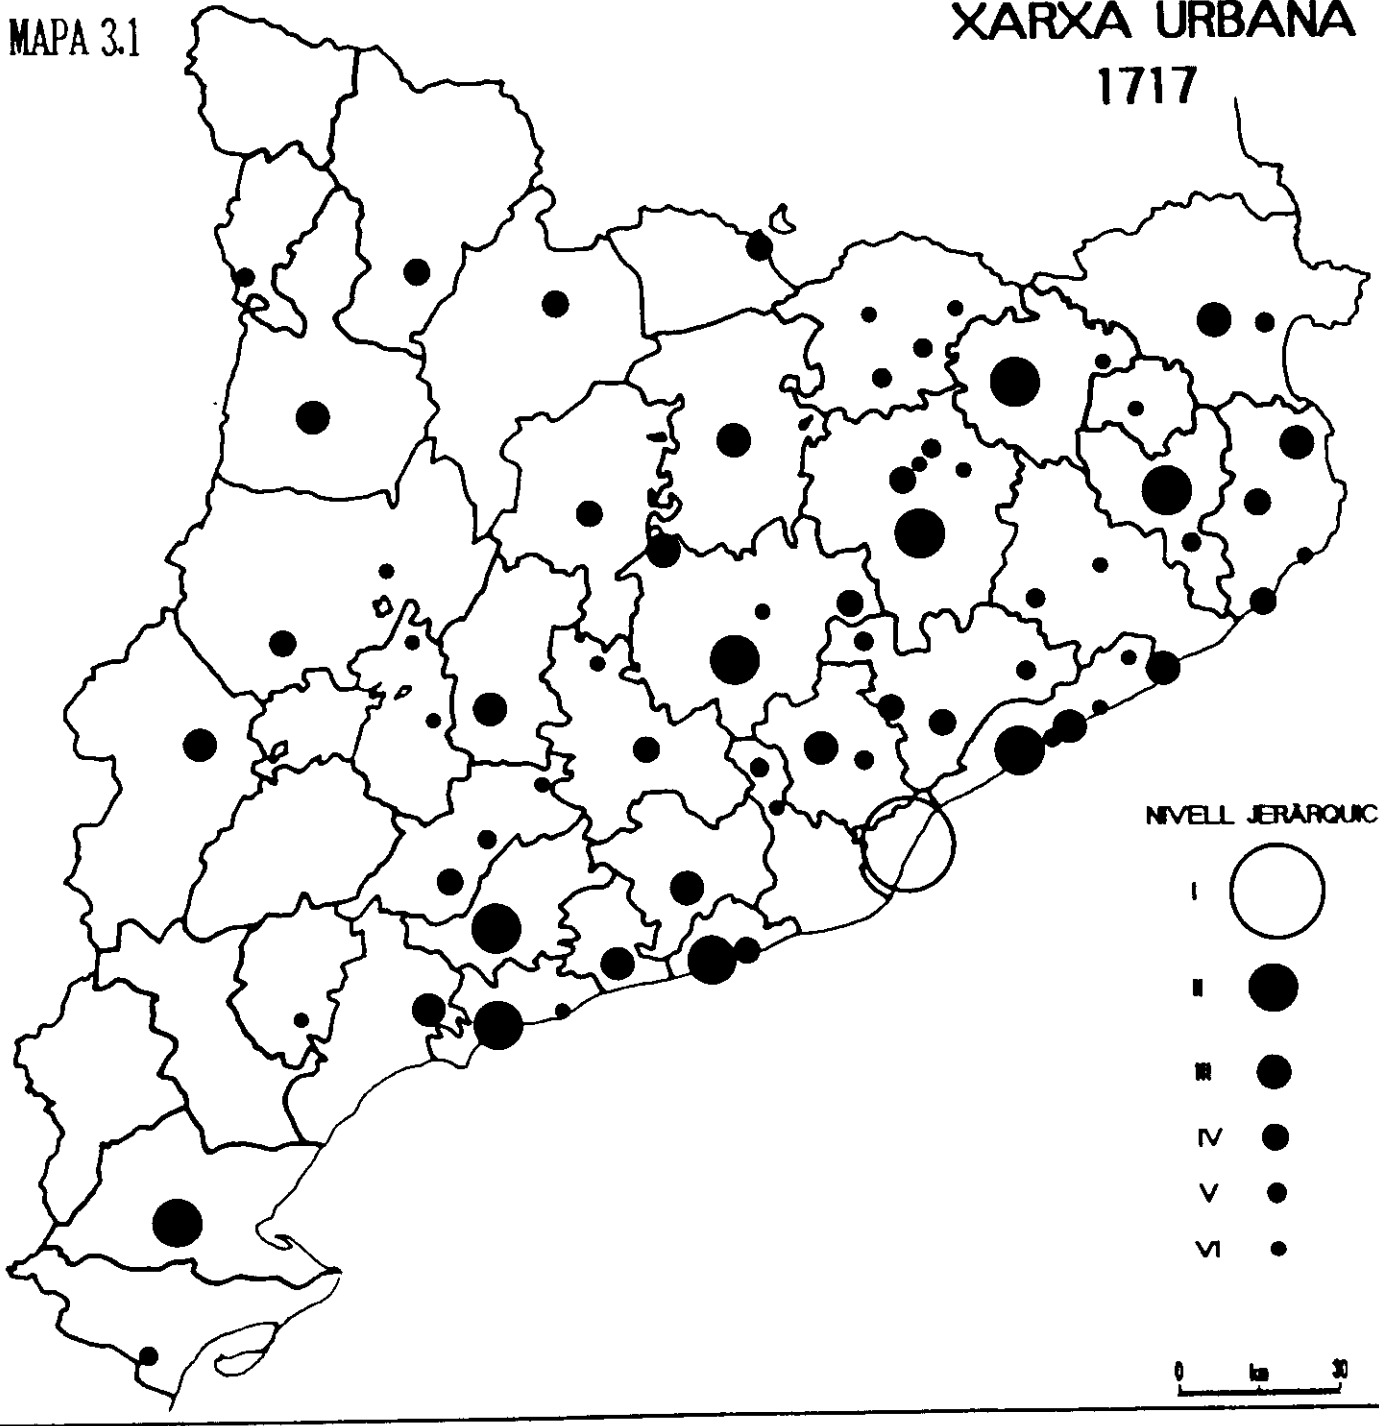 MAPA 3.1
XARXA URBANA
1717
NIVELL JERÀRQUIC
I
II
III
IV
V
VI
0 km 30